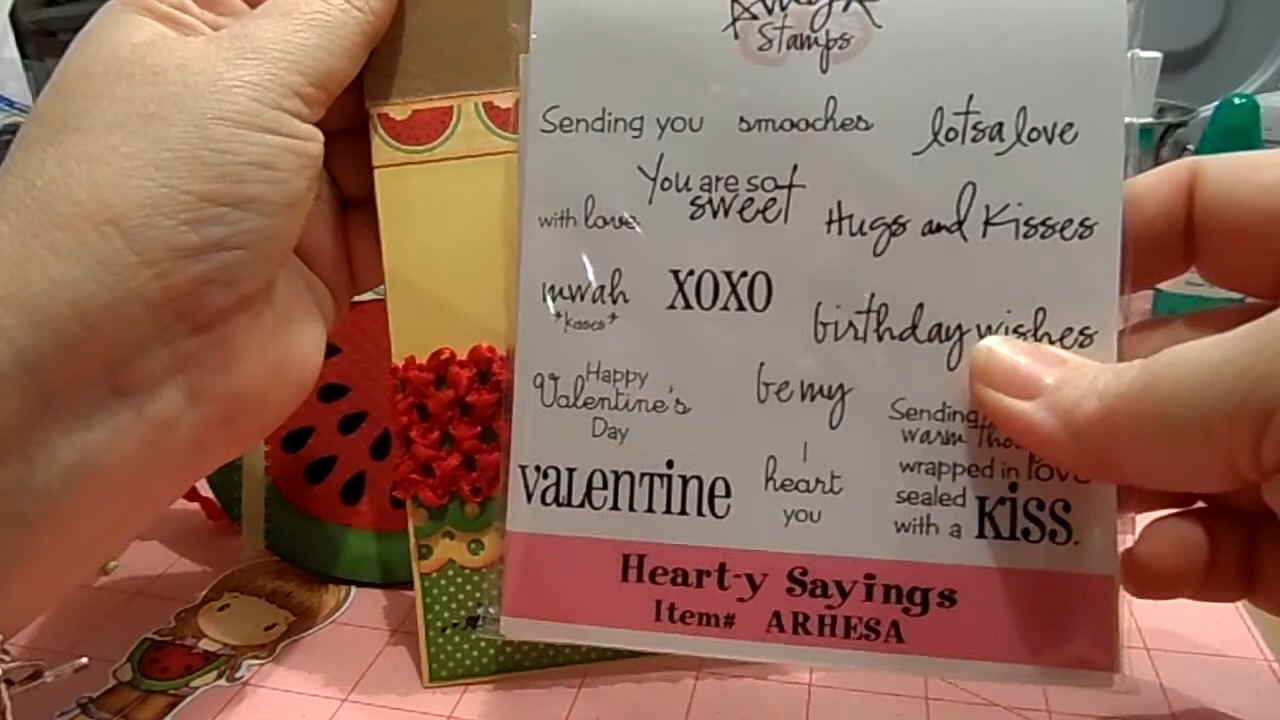 Stamps
Sending you smooches lotsa love
You are so
sweet
with love
Hugs and Kisses
mwah
*kisses*
XOXO
birthday wishes
Happy
Valentine's
Day
be my
valentine
I
heart
you
Sending
warm
wrapped in love
sealed
with a kiss.
Heart-y Sayings
Item# ARHESA